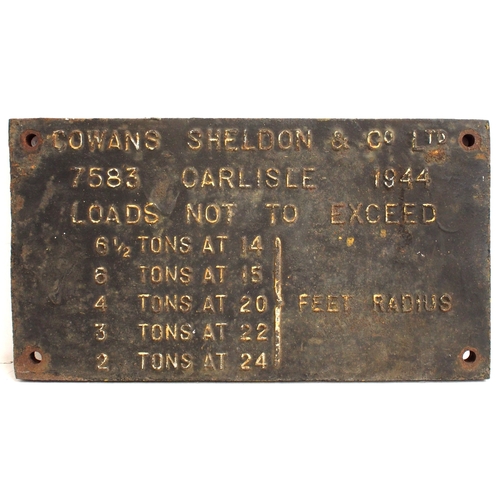 COWANS SHELDON & Cº LTD
7583 CARLISLE 1944
LOADS NOT TO EXCEED
6½ TONS AT 14
6 TONS AT 15
4 TONS AT 20 FEET RADIUS
3 TONS AT 22
2 TONS AT 24